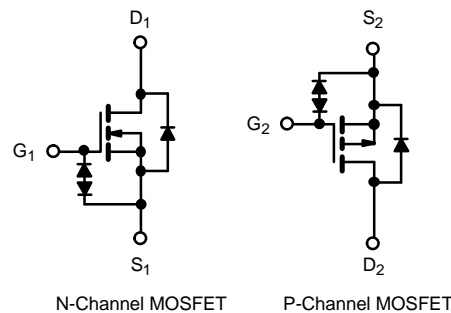 D1
S2
G1
G2
S1
D2
N-Channel MOSFET
P-Channel MOSFET